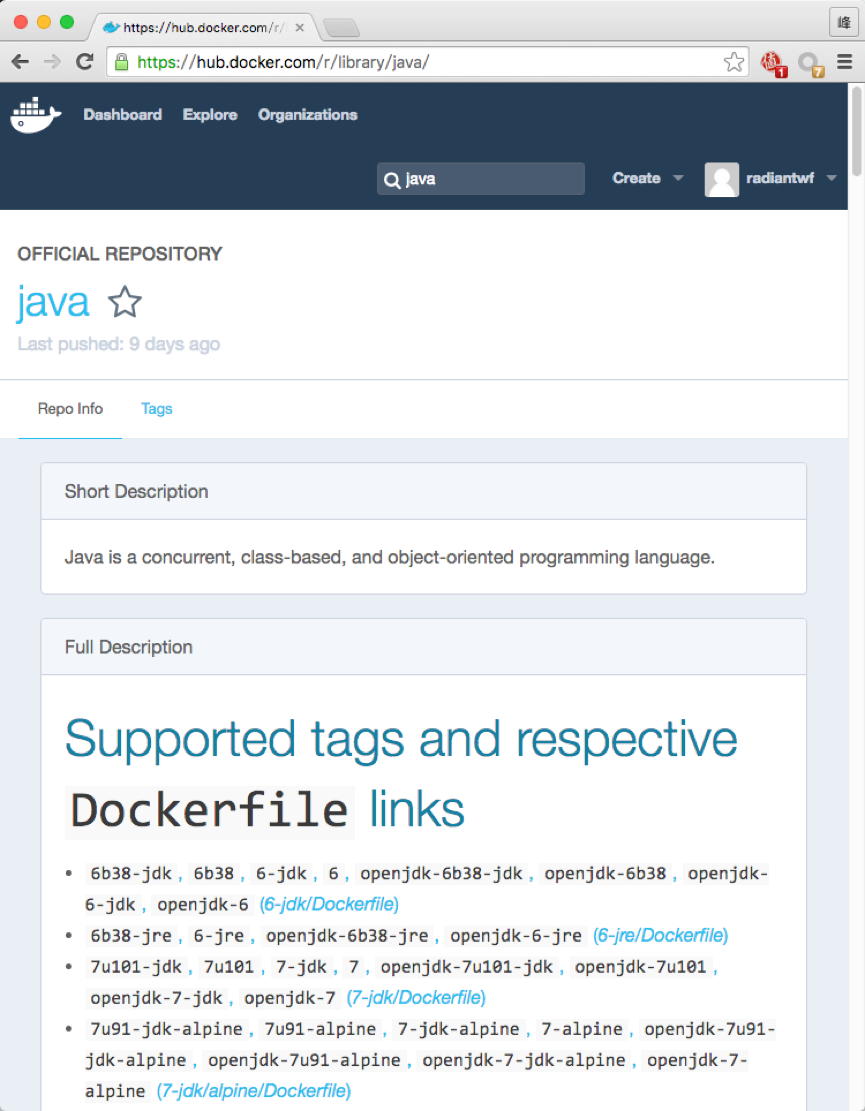 https://hub.docker.com/r/
峰
https://hub.docker.com/r/library/java/
1
7
Dashboard Explore Organizations
java Create radiantwf
OFFICIAL REPOSITORY
java
Last pushed: 9 days ago
Repo Info Tags
Short Description
Java is a concurrent, class-based, and object-oriented programming language.
Full Description
Supported tags and respective
Dockerfile links
• 6b38-jdk , 6b38 , 6-jdk , 6 , openjdk-6b38-jdk , openjdk-6b38 , openjdk-
6-jdk , openjdk-6 (6-jdk/Dockerfile)
• 6b38-jre , 6-jre , openjdk-6b38-jre , openjdk-6-jre (6-jre/Dockerfile)
• 7u101-jdk , 7u101 , 7-jdk , 7 , openjdk-7u101-jdk , openjdk-7u101 ,
openjdk-7-jdk , openjdk-7 (7-jdk/Dockerfile)
• 7u91-jdk-alpine , 7u91-alpine , 7-jdk-alpine , 7-alpine , openjdk-7u91-
jdk-alpine , openjdk-7u91-alpine , openjdk-7-jdk-alpine , openjdk-7-
alpine (7-jdk/alpine/Dockerfile)